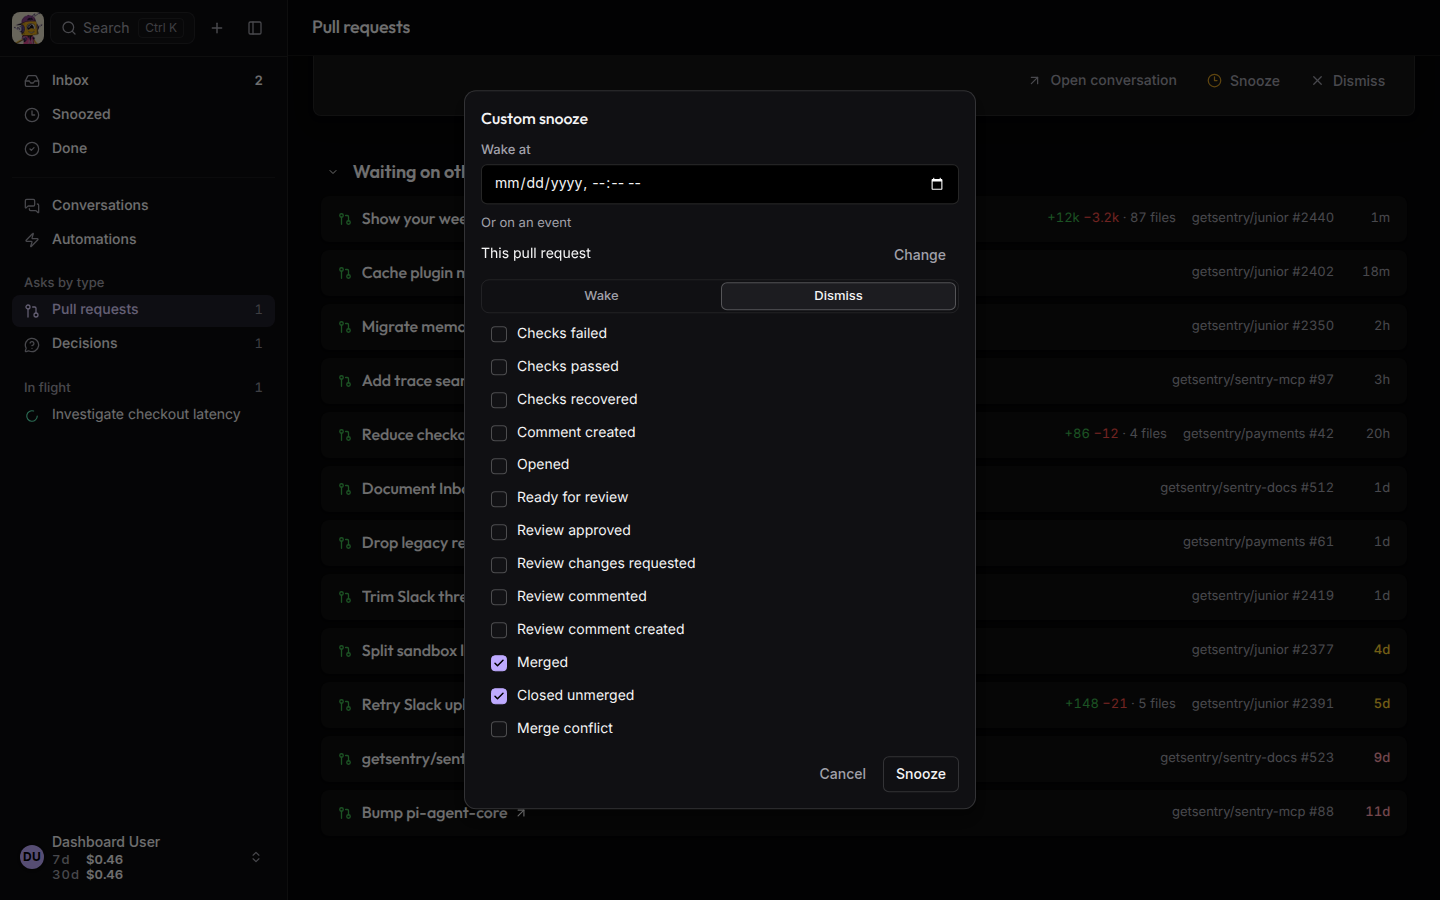 Search Ctrl K
Pull requests
Inbox 2
Snoozed
Done
Conversations
Automations
Asks by type
Pull requests 1
Decisions 1
In flight 1
Investigate checkout latency
Dashboard User
DU
7d $0.46
30d $0.46
Open conversation Snooze Dismiss
Waiting on ot
Show your wee +12k −3.2k · 87 files getsentry/junior #2440 1m
Cache plugin m getsentry/junior #2402 18m
Migrate memo getsentry/junior #2350 2h
Add trace sear getsentry/sentry-mcp #97 3h
Reduce checko +86 −12 · 4 files getsentry/payments #42 20h
Document Inbo getsentry/sentry-docs #512 1d
Drop legacy re getsentry/payments #61 1d
Trim Slack thre getsentry/junior #2419 1d
Split sandbox l getsentry/junior #2377 4d
Retry Slack upl +148 −21 · 5 files getsentry/junior #2391 5d
getsentry/sent getsentry/sentry-docs #523 9d
Bump pi-agent-core getsentry/sentry-mcp #88 11d
Custom snooze
Wake at
mm/dd/yyyy, --:-- --
Or on an event
This pull request Change
Wake Dismiss
Checks failed
Checks passed
Checks recovered
Comment created
Opened
Ready for review
Review approved
Review changes requested
Review commented
Review comment created
Merged
Closed unmerged
Merge conflict
Cancel Snooze